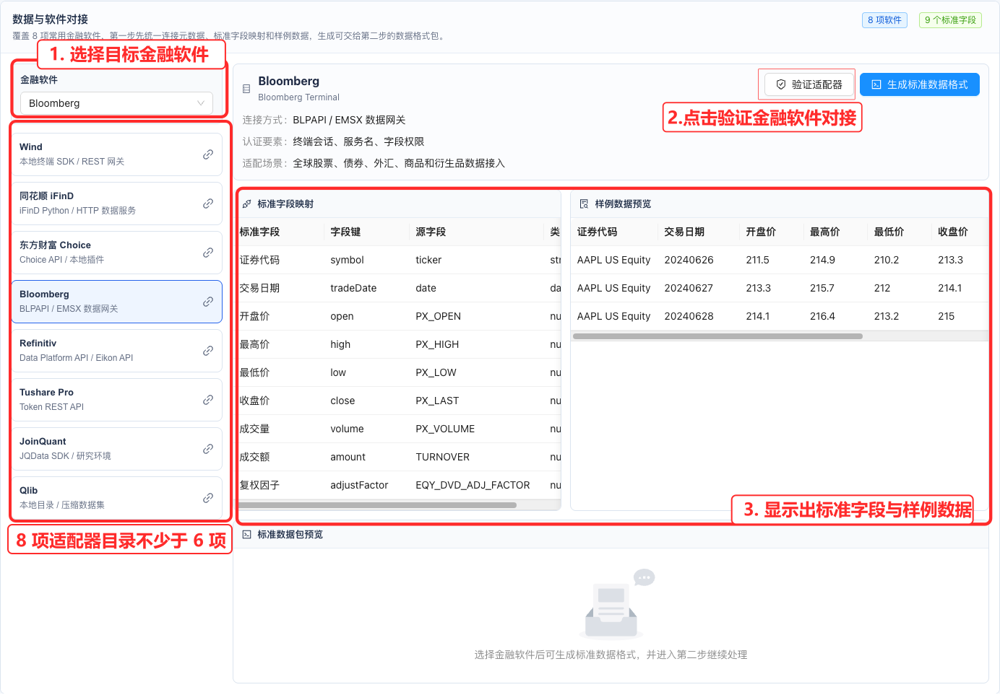 数据与软件对接
8 项软件
9 个标准字段
覆盖 8 项常用金融软件，第一步先统一连接元数据、标准字段映射和样例数据，生成可交给第二步的数据格式包。
1. 选择目标金融软件
金融软件
Bloomberg
Wind
本地终端 SDK / REST 网关
同花顺 iFinD
iFinD Python / HTTP 数据服务
东方财富 Choice
Choice API / 本地插件
Bloomberg
BLPAPI / EMSX 数据网关
Refinitiv
Data Platform API / Eikon API
Tushare Pro
Token REST API
JoinQuant
JQData SDK / 研究环境
Qlib
本地目录 / 压缩数据集
8 项适配器目录不少于 6 项
Bloomberg
Bloomberg Terminal
验证适配器
生成标准数据格式
2.点击验证金融软件对接
连接方式： BLPAPI / EMSX 数据网关
认证要素： 终端会话、服务名、字段权限
适配场景： 全球股票、债券、外汇、商品和衍生品数据接入
标准字段映射
标准字段 字段键 源字段 类
证券代码 symbol ticker str
交易日期 tradeDate date da
开盘价 open PX_OPEN nu
最高价 high PX_HIGH nu
最低价 low PX_LOW nu
收盘价 close PX_LAST nu
成交量 volume PX_VOLUME nu
成交额 amount TURNOVER nu
复权因子 adjustFactor EQY_DVD_ADJ_FACTOR nu
样例数据预览
证券代码 交易日期 开盘价 最高价 最低价 收盘价
AAPL US Equity 20240626 211.5 214.9 210.2 213.3
AAPL US Equity 20240627 213.3 215.7 212 214.1
AAPL US Equity 20240628 214.1 216.4 213.2 215
3. 显示出标准字段与样例数据
标准数据包预览
选择金融软件后可生成标准数据格式，并进入第二步继续处理